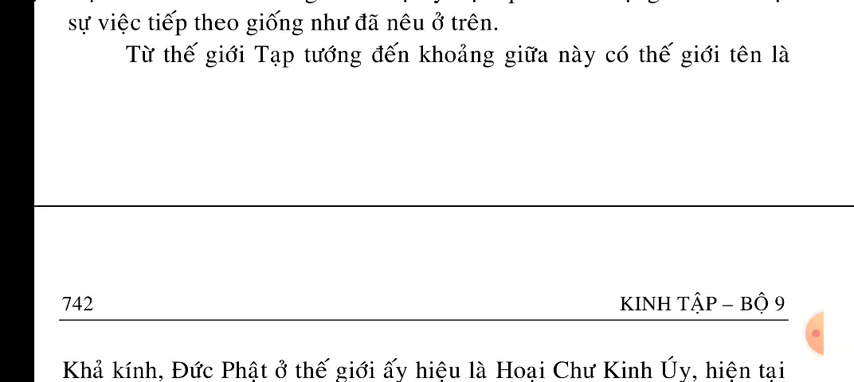 sự việc tiếp theo giống như đã nêu ở trên.
Từ thế giới Tạp tướng đến khoảng giữa này có thế giới tên là
742 KINH TẬP – BỘ 9
Khả kính, Đức Phật ở thế giới ấy hiệu là Hoại Chư Kinh Úy, hiện tại